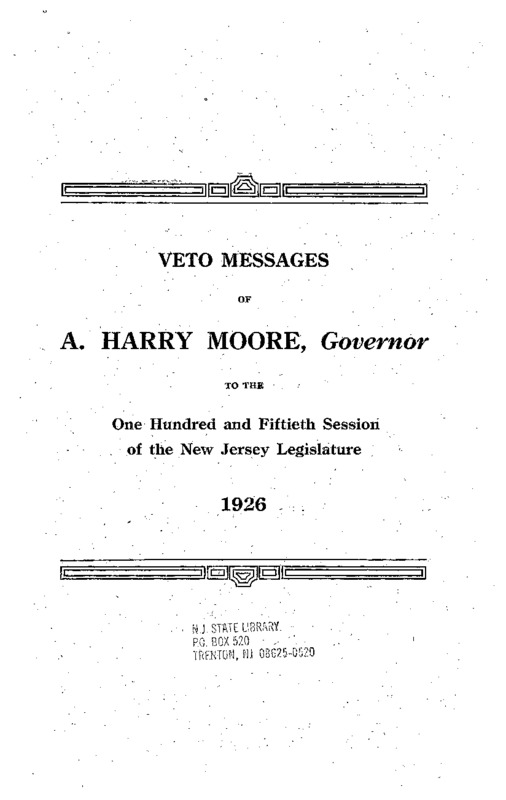 VETO MESSAGES
OF
A. HARRY MOORE, Governor
TO THE
One Hundred and Fiftieth Session
of the New Jersey Legislature
1926
N.J. STATE LIBRARY
P.O. BOX 520
TRENTON, NJ 08625-0520